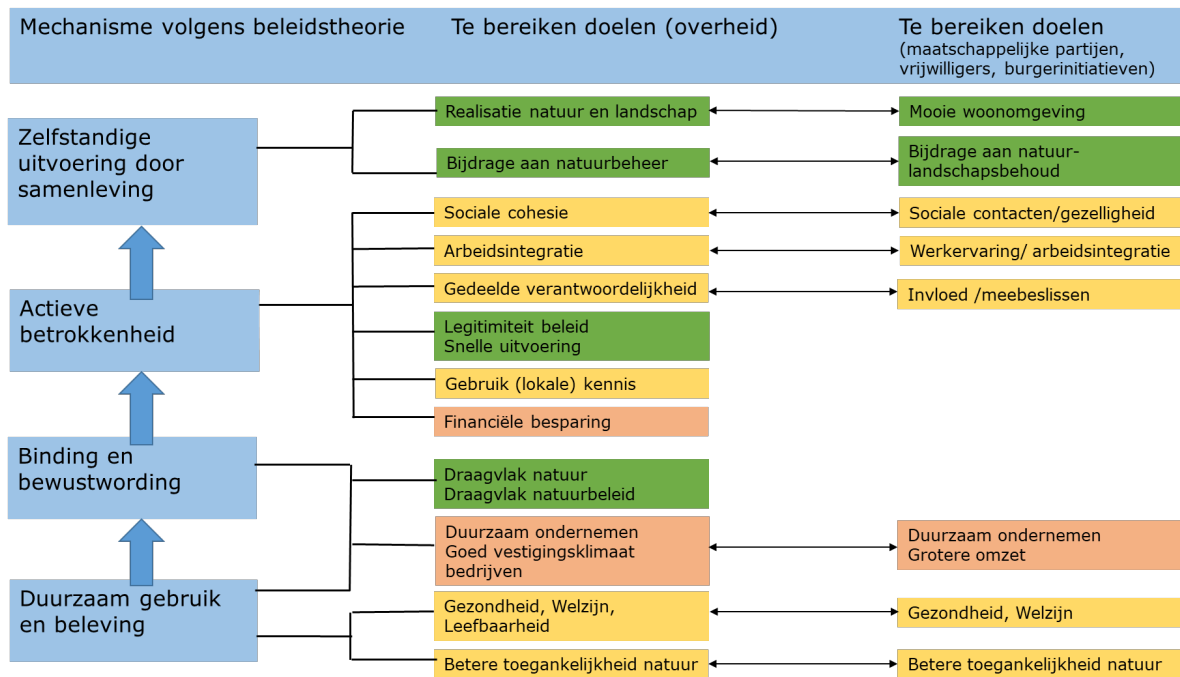 Mechanisme volgens beleidstheorie
Te bereiken doelen (overheid)
Te bereiken doelen
(maatschappelijke partijen,
vrijwilligers, burgerinitiatieven)
Zelfstandige
uitvoering door
samenleving
Realisatie natuur en landschap
Mooie woonomgeving
Bijdrage aan natuurbeheer
Bijdrage aan natuur-
landschapsbehoud
Actieve
betrokkenheid
Sociale cohesie
Sociale contacten/gezelligheid
Arbeidsintegratie
Werkervaring/ arbeidsintegratie
Gedeelde verantwoordelijkheid
Invloed /meebeslissen
Legitimiteit beleid
Snelle uitvoering
Gebruik (lokale) kennis
Financiële besparing
Binding en
bewustwording
Draagvlak natuur
Draagvlak natuurbeleid
Duurzaam ondernemen
Goed vestigingsklimaat
bedrijven
Duurzaam ondernemen
Grotere omzet
Duurzaam gebruik
en beleving
Gezondheid, Welzijn,
Leefbaarheid
Gezondheid, Welzijn
Betere toegankelijkheid natuur
Betere toegankelijkheid natuur